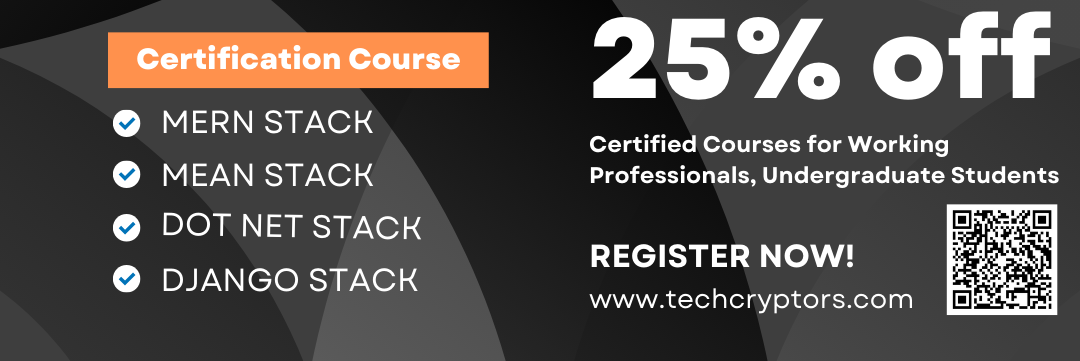 Certification Course
MERN STACK
MEAN STACK
DOT NET STACK
DJANGO STACK
25% off
Certified Courses for Working
Professionals, Undergraduate Students
REGISTER NOW!
www.techcryptors.com